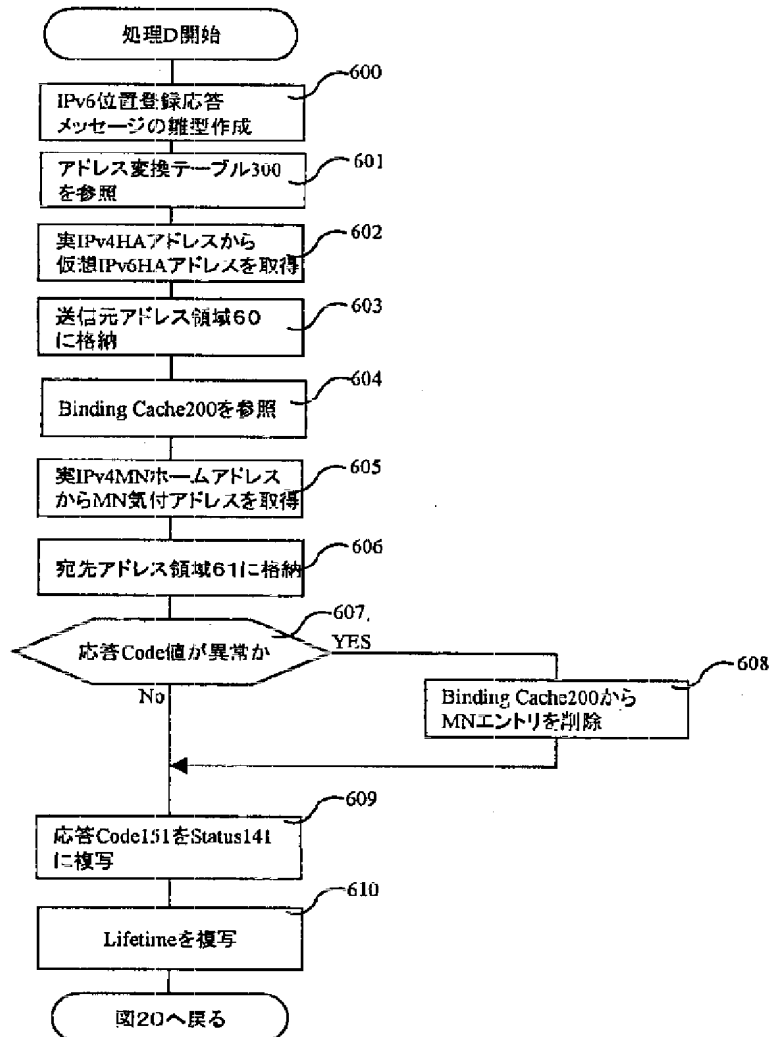 処理D開始
600
IPv6位置登録応答
メッセージの雛型作成
601
アドレス変換テーブル300
を参照
602
実IPv4HAアドレスから
仮想IPv6HAアドレスを取得
603
送信元アドレス領域60
に格納
604
Binding Cache200を参照
605
実IPv4MNホームアドレス
からMN気付アドレスを取得
606
宛先アドレス領域61に格納
607
応答Code値が異常か
YES
No
608
Binding Cache200から
MNエントリを削除
609
応答Code151をStatus141
に複写
610
Lifetimeを複写
図20へ戻る